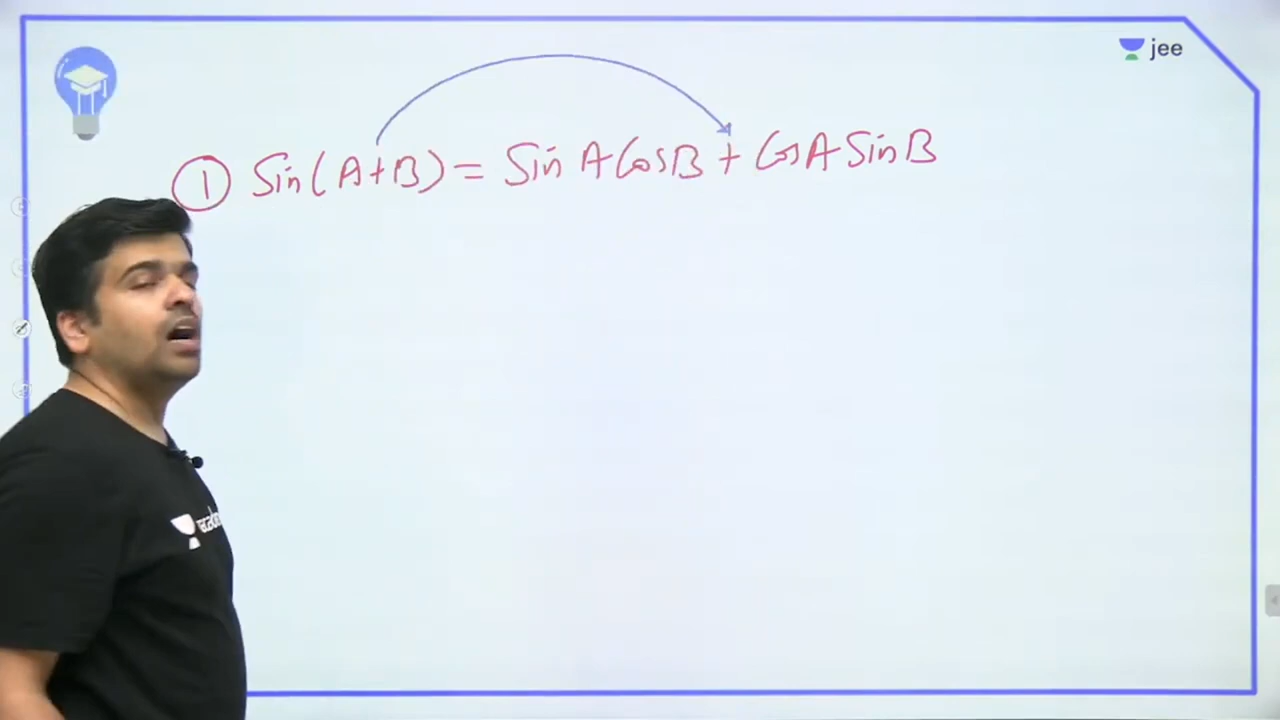 jee
① Sin(A+B) = Sin A Cos B + Cos A Sin B